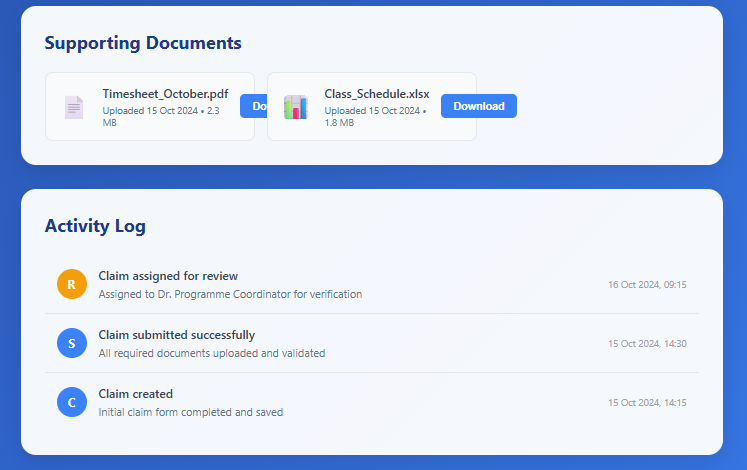 Supporting Documents
Timesheet_October.pdf
Uploaded 15 Oct 2024 • 2.3
MB
Do
Class_Schedule.xlsx
Uploaded 15 Oct 2024 •
1.8 MB
Download
Activity Log
R
Claim assigned for review
Assigned to Dr. Programme Coordinator for verification
16 Oct 2024, 09:15
S
Claim submitted successfully
All required documents uploaded and validated
15 Oct 2024, 14:30
C
Claim created
Initial claim form completed and saved
15 Oct 2024, 14:15